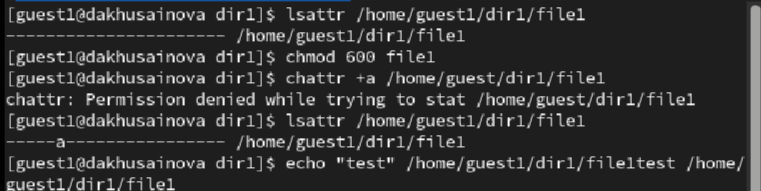 [guest1@dakhusainova dir1]$ lsattr /home/guest1/dir1/file1
---------------------- /home/guest1/dir1/file1
[guest1@dakhusainova dir1]$ chmod 600 file1
[guest1@dakhusainova dir1]$ chattr +a /home/guest/dir1/file1
chattr: Permission denied while trying to stat /home/guest/dir1/file1
[guest1@dakhusainova dir1]$ lsattr /home/guest1/dir1/file1
-----a---------------- /home/guest1/dir1/file1
[guest1@dakhusainova dir1]$ echo "test" /home/guest1/dir1/file1test /home/
guest1/dir1/file1